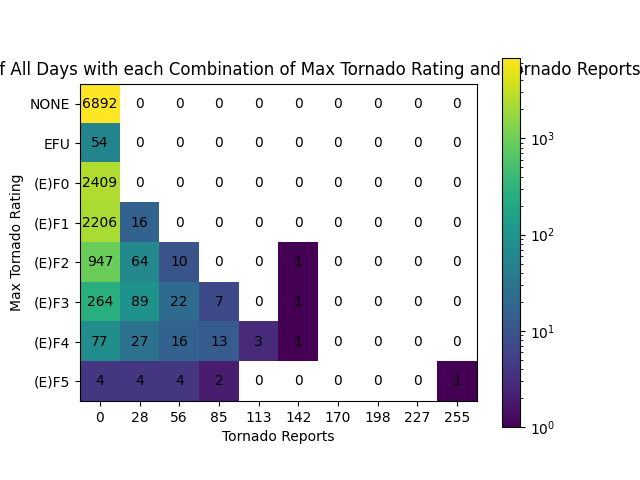 f All Days with each Combination of Max Tornado Rating and Tornado Reports
NONE 6892 0 0 0 0 0 0 0 0 0
EFU 54 0 0 0 0 0 0 0 0 0
(E)F0 2409 0 0 0 0 0 0 0 0 0
(E)F1 2206 16 0 0 0 0 0 0 0 0
(E)F2 947 64 10 0 0 1 0 0 0 0
(E)F3 264 89 22 7 0 1 0 0 0 0
(E)F4 77 27 16 13 3 1 0 0 0 0
(E)F5 4 4 4 2 0 0 0 0 0 1
0 28 56 85 113 142 170 198 227 255
Tornado Reports
Max Tornado Rating
10³
10²
10¹
10⁰